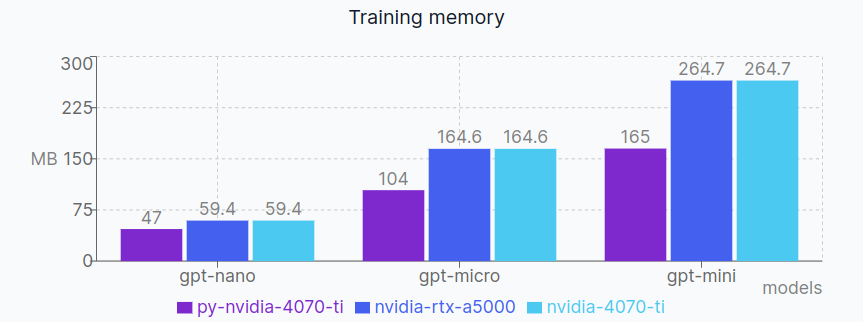 Training memory
300
264.7 264.7
225
164.6 164.6 165
MB 150
104
75
47 59.4 59.4
0
gpt-nano gpt-micro gpt-mini
models
py-nvidia-4070-ti nvidia-rtx-a5000 nvidia-4070-ti